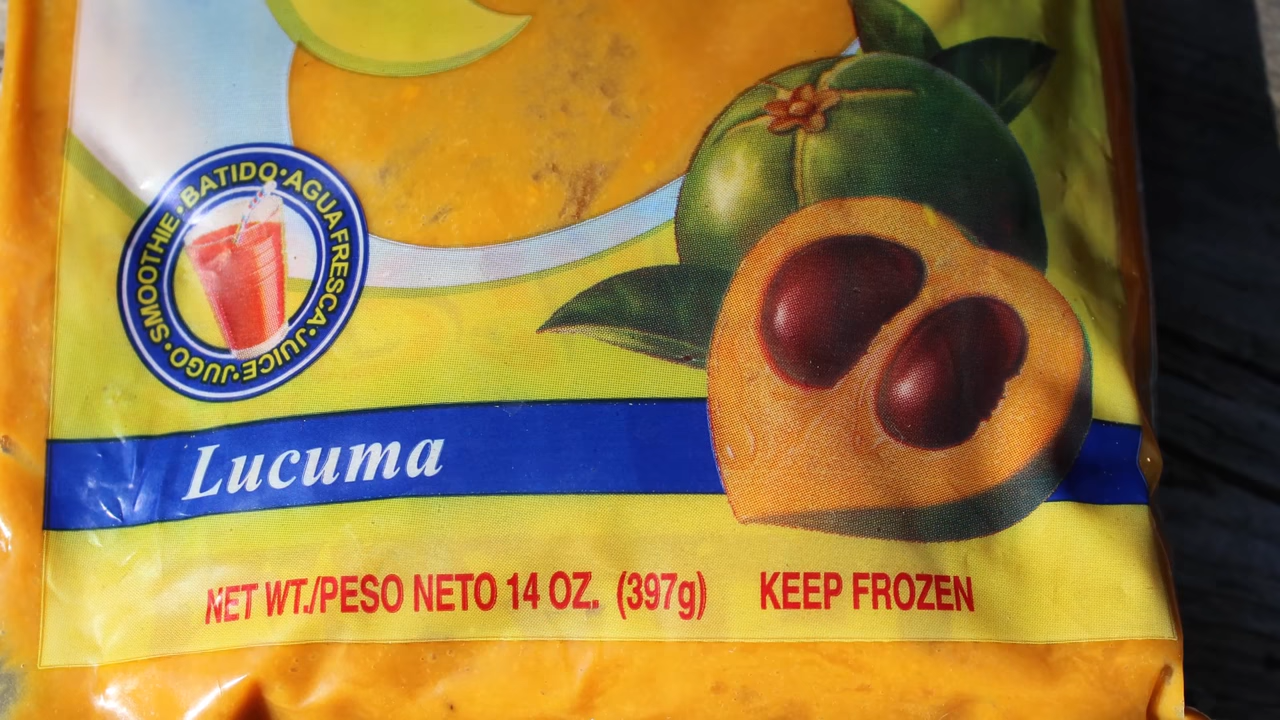 SMOOTHIE•BATIDO•AGUA FRESCA•JUICE•JUGO•
Lucuma
NET WT./PESO NETO 14 OZ. (397g) KEEP FROZEN